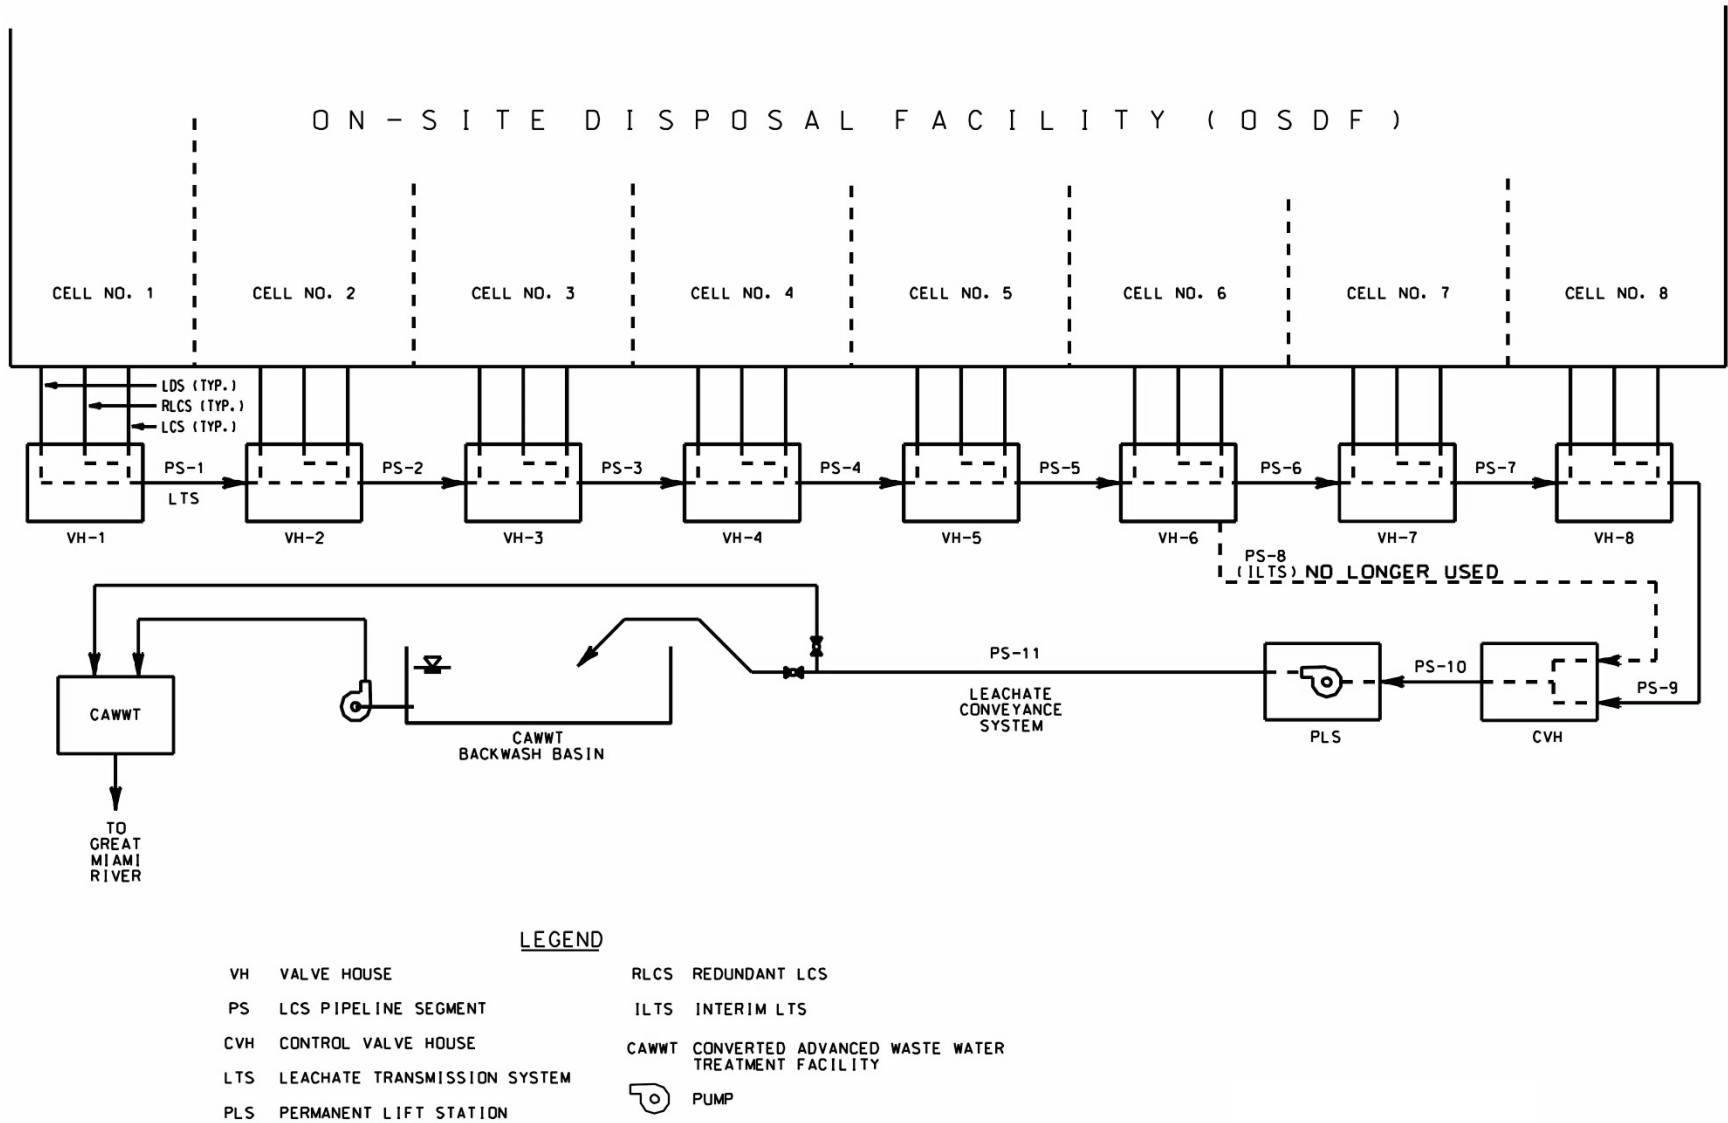 ON-SITE DISPOSAL FACILITY (OSDF)
CELL NO. 1
CELL NO. 2
CELL NO. 3
CELL NO. 4
CELL NO. 5
CELL NO. 6
CELL NO. 7
CELL NO. 8
LDS (TYP.)
RLCS (TYP.)
LCS (TYP.)
PS-1
LTS
PS-2
PS-3
PS-4
PS-5
PS-6
PS-7
VH-1
VH-2
VH-3
VH-4
VH-5
VH-6
VH-7
VH-8
PS-8
(ILTS) NO LONGER USED
PS-11
LEACHATE
CONVEYANCE
SYSTEM
PS-10
PS-9
PLS
CVH
CAWWT
CAWWT
BACKWASH BASIN
TO
GREAT
MIAMI
RIVER
LEGEND
VH VALVE HOUSE
PS LCS PIPELINE SEGMENT
CVH CONTROL VALVE HOUSE
LTS LEACHATE TRANSMISSION SYSTEM
PLS PERMANENT LIFT STATION
RLCS REDUNDANT LCS
ILTS INTERIM LTS
CAWWT CONVERTED ADVANCED WASTE WATER
TREATMENT FACILITY
PUMP